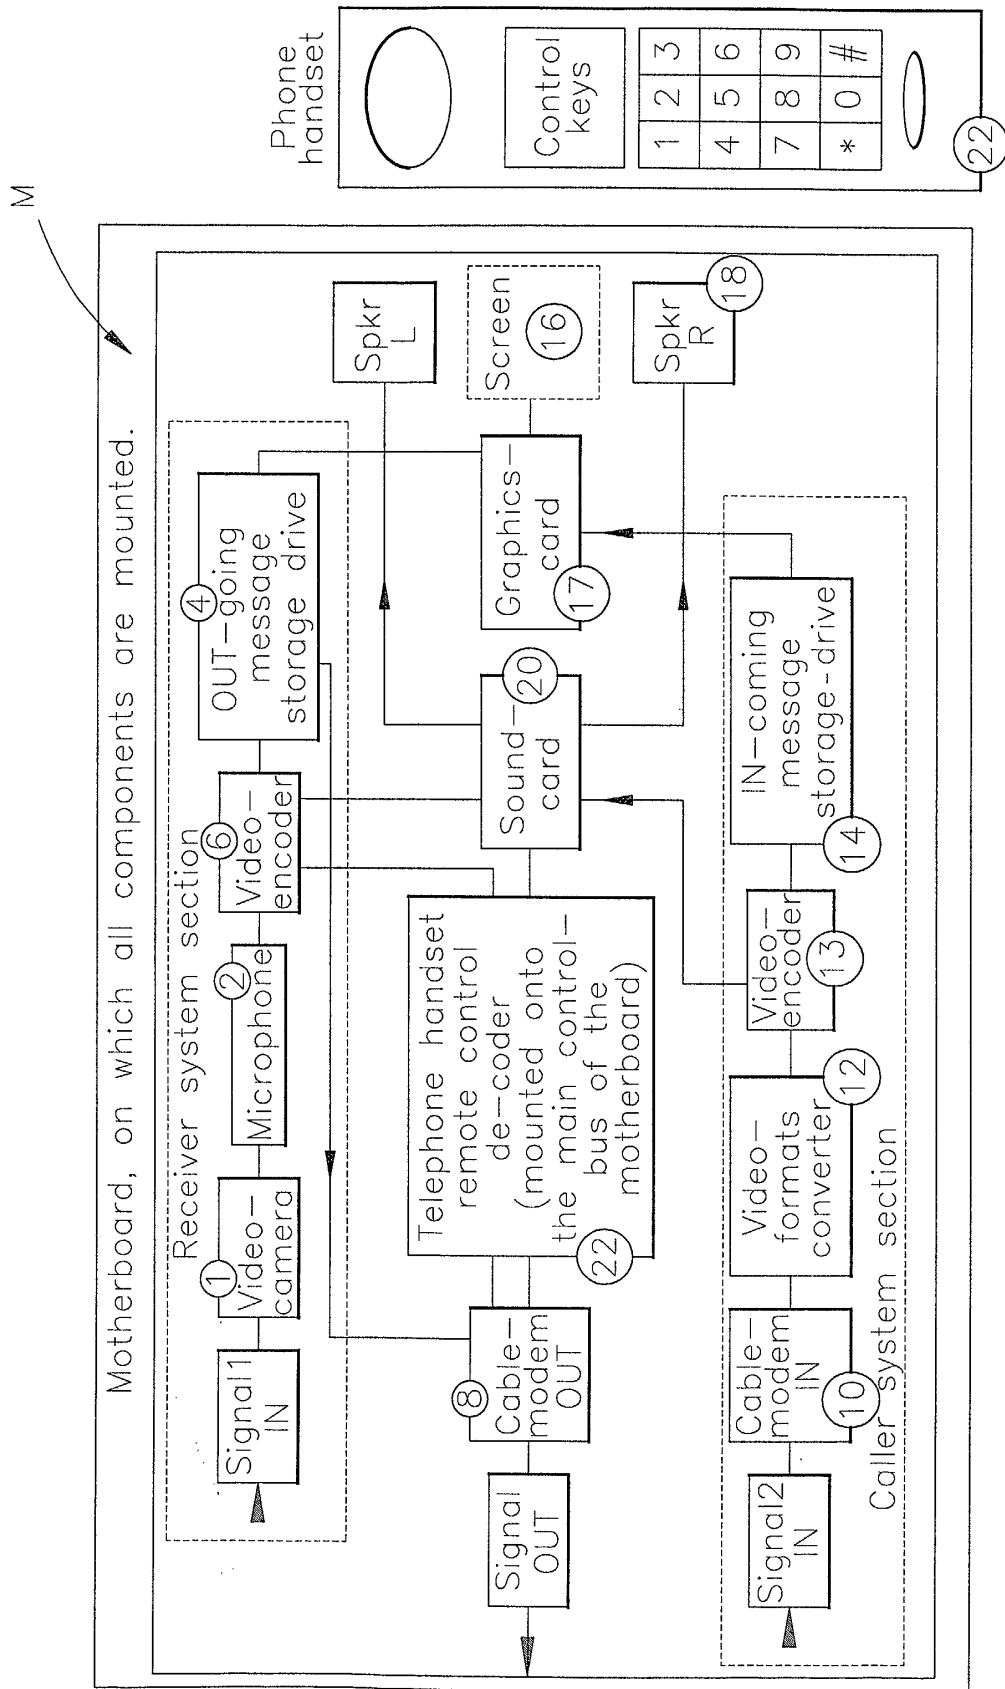 M
Motherboard, on which all components are mounted.
Receiver system section
Signal1
IN
1
Video-
camera
2
Microphone
6
Video-
encoder
4
OUT-going
message
storage drive
Signal
OUT
8
Cable-
modem
OUT
Telephone handset
remote control
de-coder
(mounted onto
the main control-
bus of the
motherboard)
22
Sound-
card
20
Graphics-
card
17
Spkr
L
Screen
16
Spkr
R
18
Signal2
IN
Cable-
modem
IN
10
Video-
formats
converter
12
Video-
encoder
13
IN-coming
message
storage-drive
14
Caller system section
Phone
handset
Control
keys
1 2 3
4 5 6
7 8 9
* 0 #
22